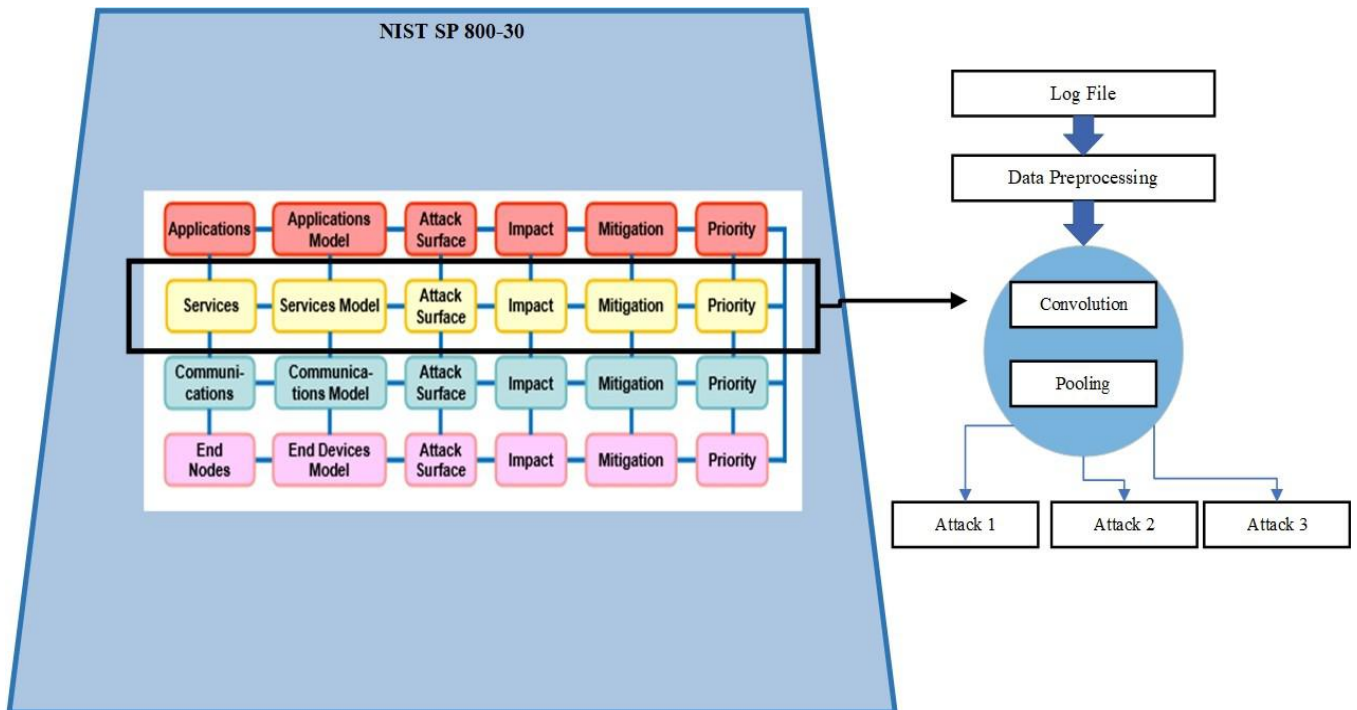 NIST SP 800-30
Applications
Applications
Model
Attack
Surface
Impact
Mitigation
Priority
Services
Services Model
Attack
Surface
Impact
Mitigation
Priority
Communi-
cations
Communica-
tions Model
Attack
Surface
Impact
Mitigation
Priority
End
Nodes
End Devices
Model
Attack
Surface
Impact
Mitigation
Priority
Log File
Data Preprocessing
Convolution
Pooling
Attack 1
Attack 2
Attack 3